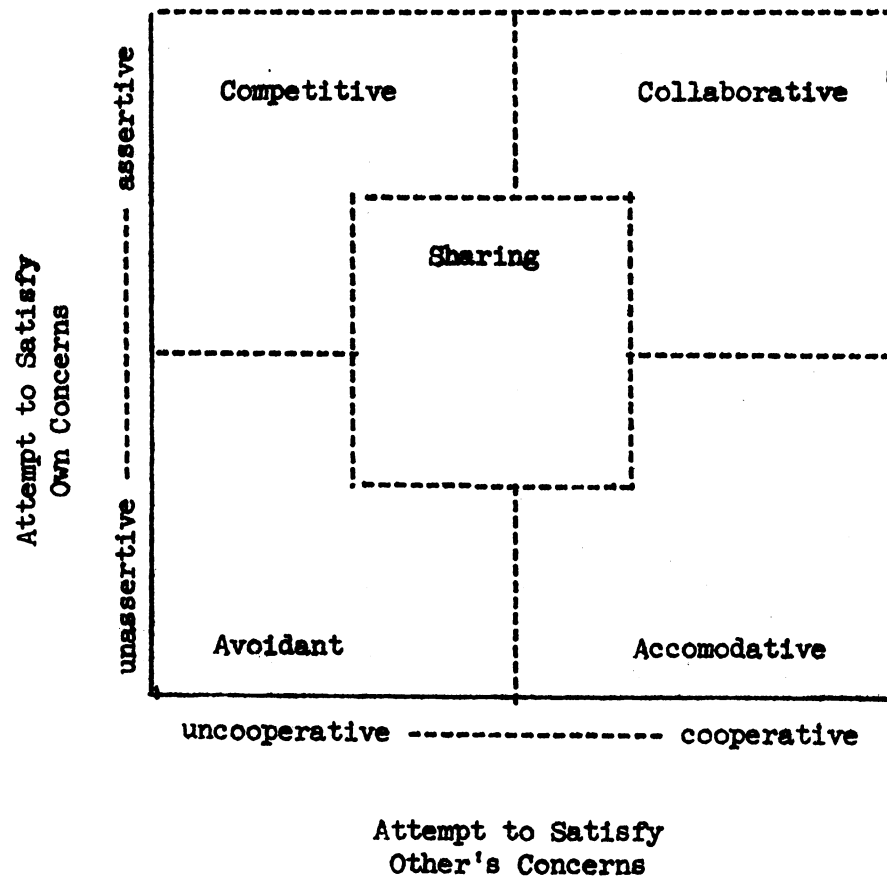 Competitive
Collaborative
Sharing
Avoidant
Accomodative
assertive
unassertive
Attempt to Satisfy
Own Concerns
uncooperative ---------------- cooperative
Attempt to Satisfy
Other's Concerns